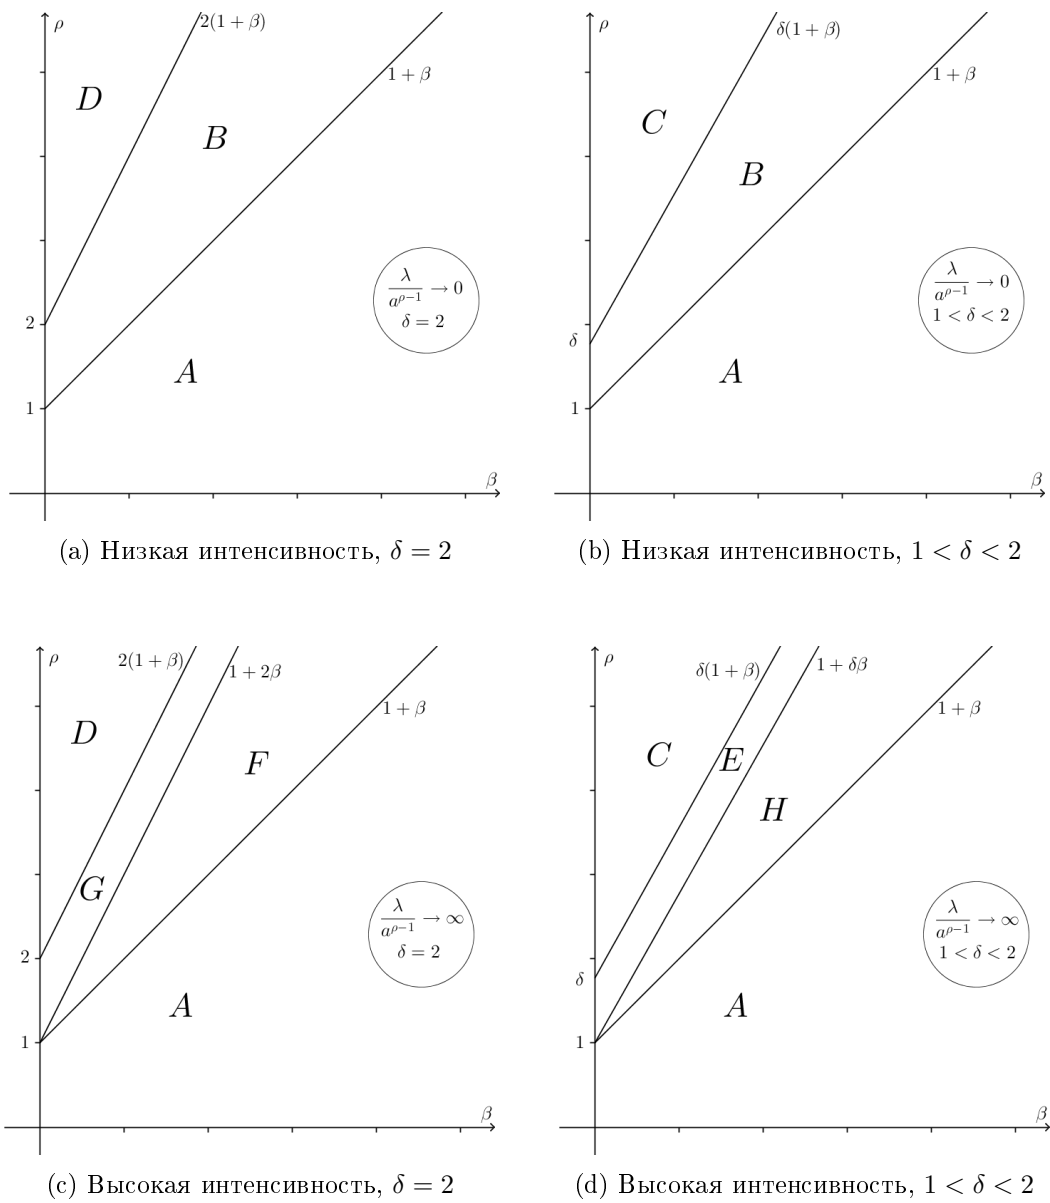 ρ
2(1 + β)
1 + β
D
B
λ
a^{ρ−1} → 0
δ = 2
2
A
1
β
(a) Низкая интенсивность, δ = 2
ρ
δ(1 + β)
1 + β
C
B
λ
a^{ρ−1} → 0
1 < δ < 2
δ
A
1
β
(b) Низкая интенсивность, 1 < δ < 2
ρ
2(1 + β)
1 + 2β
1 + β
D
F
G
λ
a^{ρ−1} → ∞
δ = 2
2
A
1
β
(c) Высокая интенсивность, δ = 2
ρ
δ(1 + β)
1 + δβ
1 + β
C
E
H
λ
a^{ρ−1} → ∞
1 < δ < 2
δ
A
1
β
(d) Высокая интенсивность, 1 < δ < 2